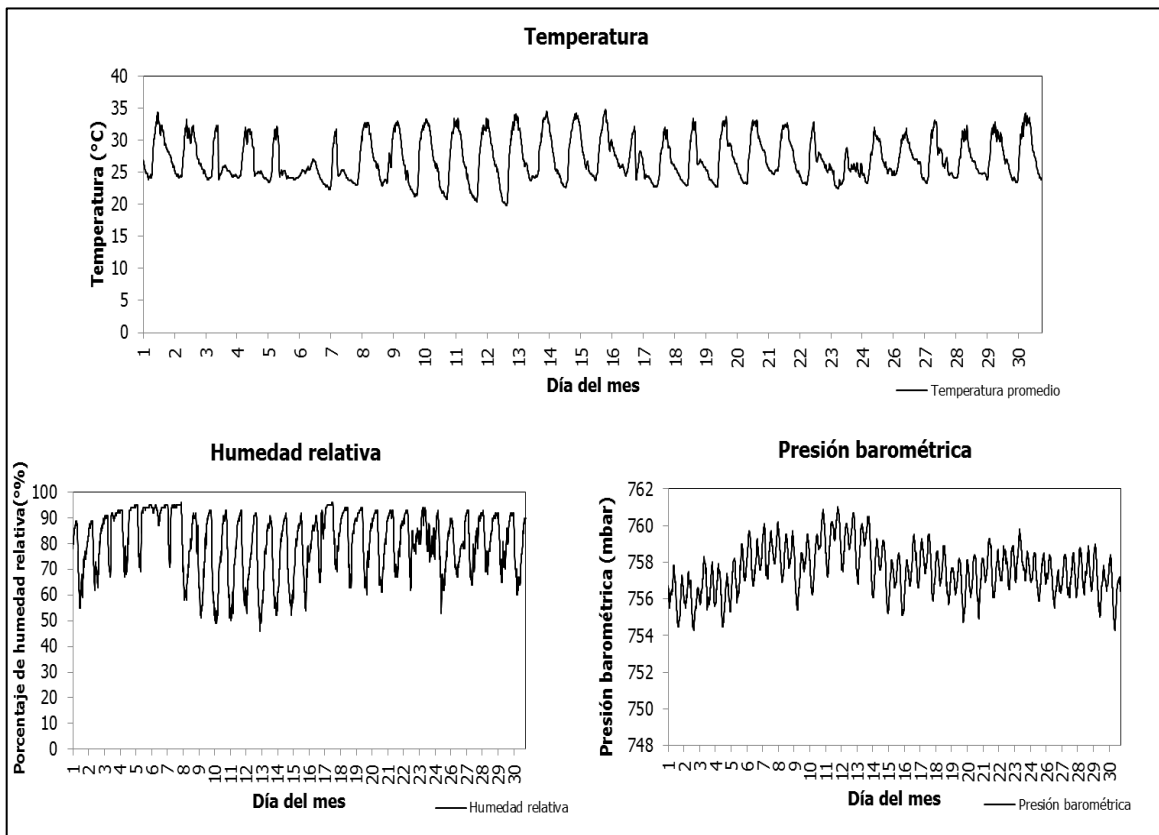 Temperatura
Temperatura (°C)
40
35
30
25
20
15
10
5
0
1 2 3 4 5 6 7 8 9 10 11 12 13 14 15 16 17 18 19 20 21 22 23 24 25 26 27 28 29 30
Día del mes
Temperatura promedio
Humedad relativa
Porcentaje de humedad relativa(°%)
100
90
80
70
60
50
40
30
20
10
0
1 2 3 4 5 6 7 8 9 10 11 12 13 14 15 16 17 18 19 20 21 22 23 24 25 26 27 28 29 30
Día del mes
Humedad relativa
Presión barométrica
Presión barométrica (mbar)
762
760
758
756
754
752
750
748
1 2 3 4 5 6 7 8 9 10 11 12 13 14 15 16 17 18 19 20 21 22 23 24 25 26 27 28 29 30
Día del mes
Presión barométrica